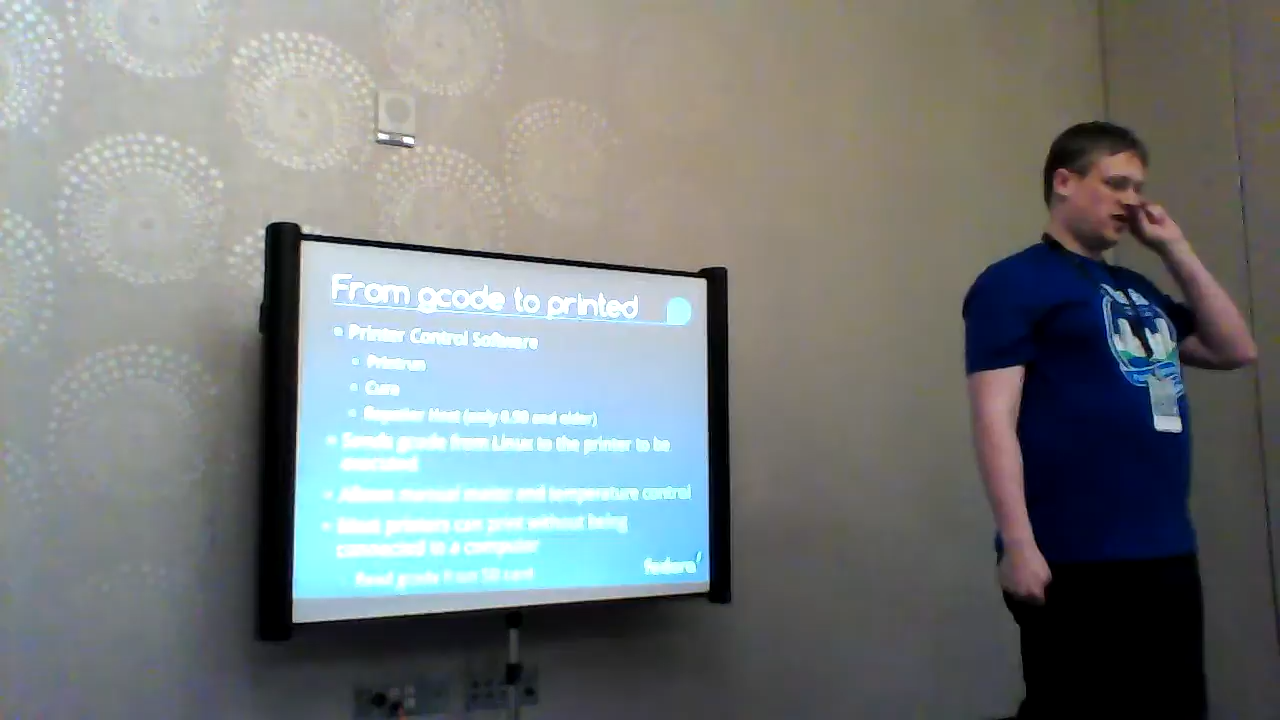 From gcode to printed
Printer Control Software
Printrun
Cura
Repetier Host (only 0.90 and older)
Sends gcode from Linux to the printer to be
executed
Allows manual motor and temperature control
Most printers can print without being
connected to a computer
Read gcode from SD card
fedora